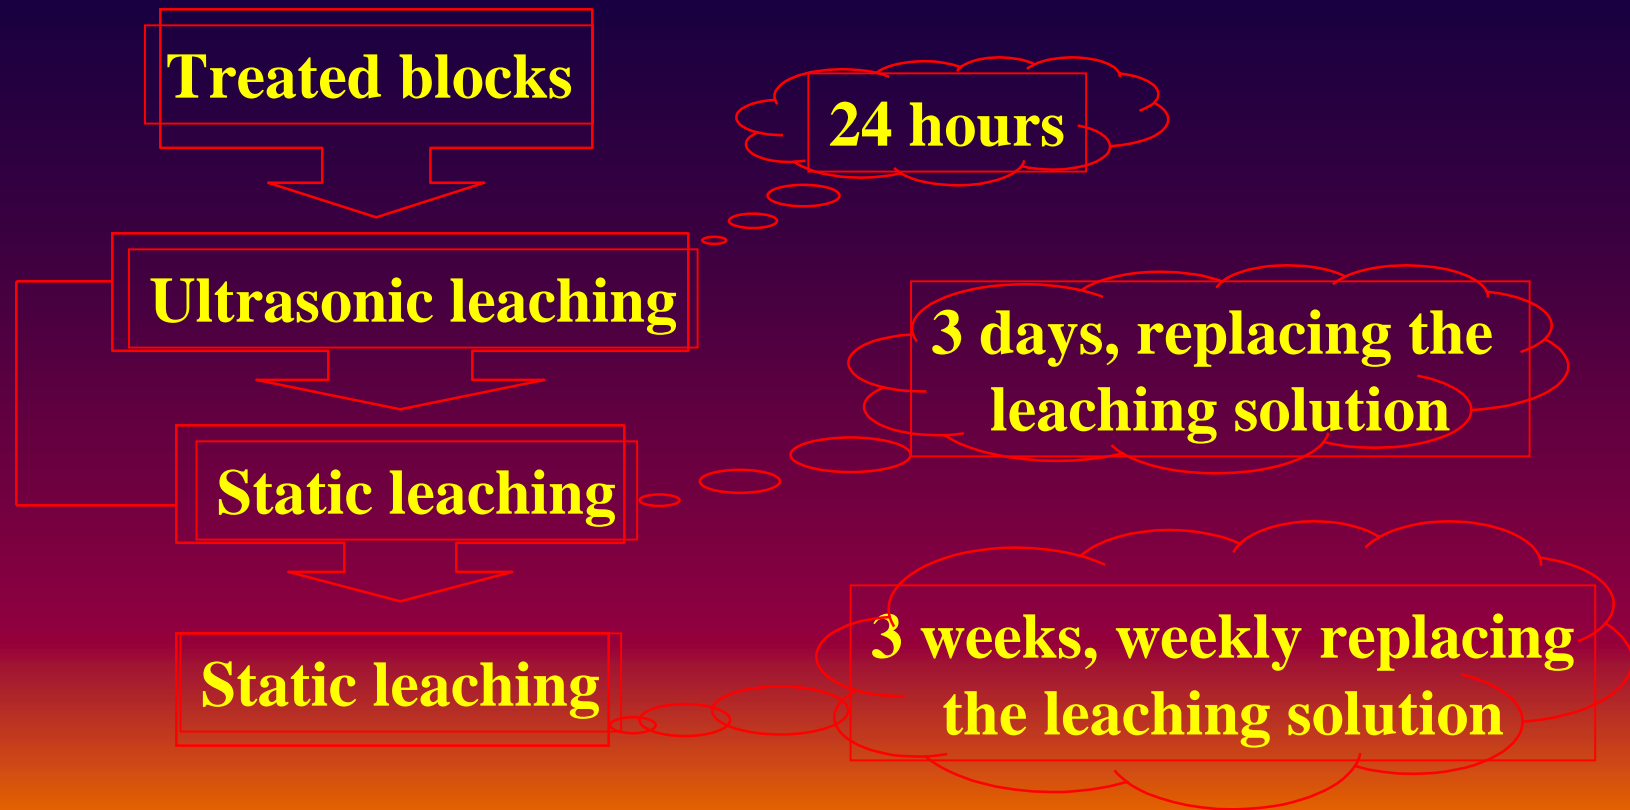 Treated blocks
24 hours
Ultrasonic leaching
3 days, replacing the
leaching solution
Static leaching
3 weeks, weekly replacing
the leaching solution
Static leaching